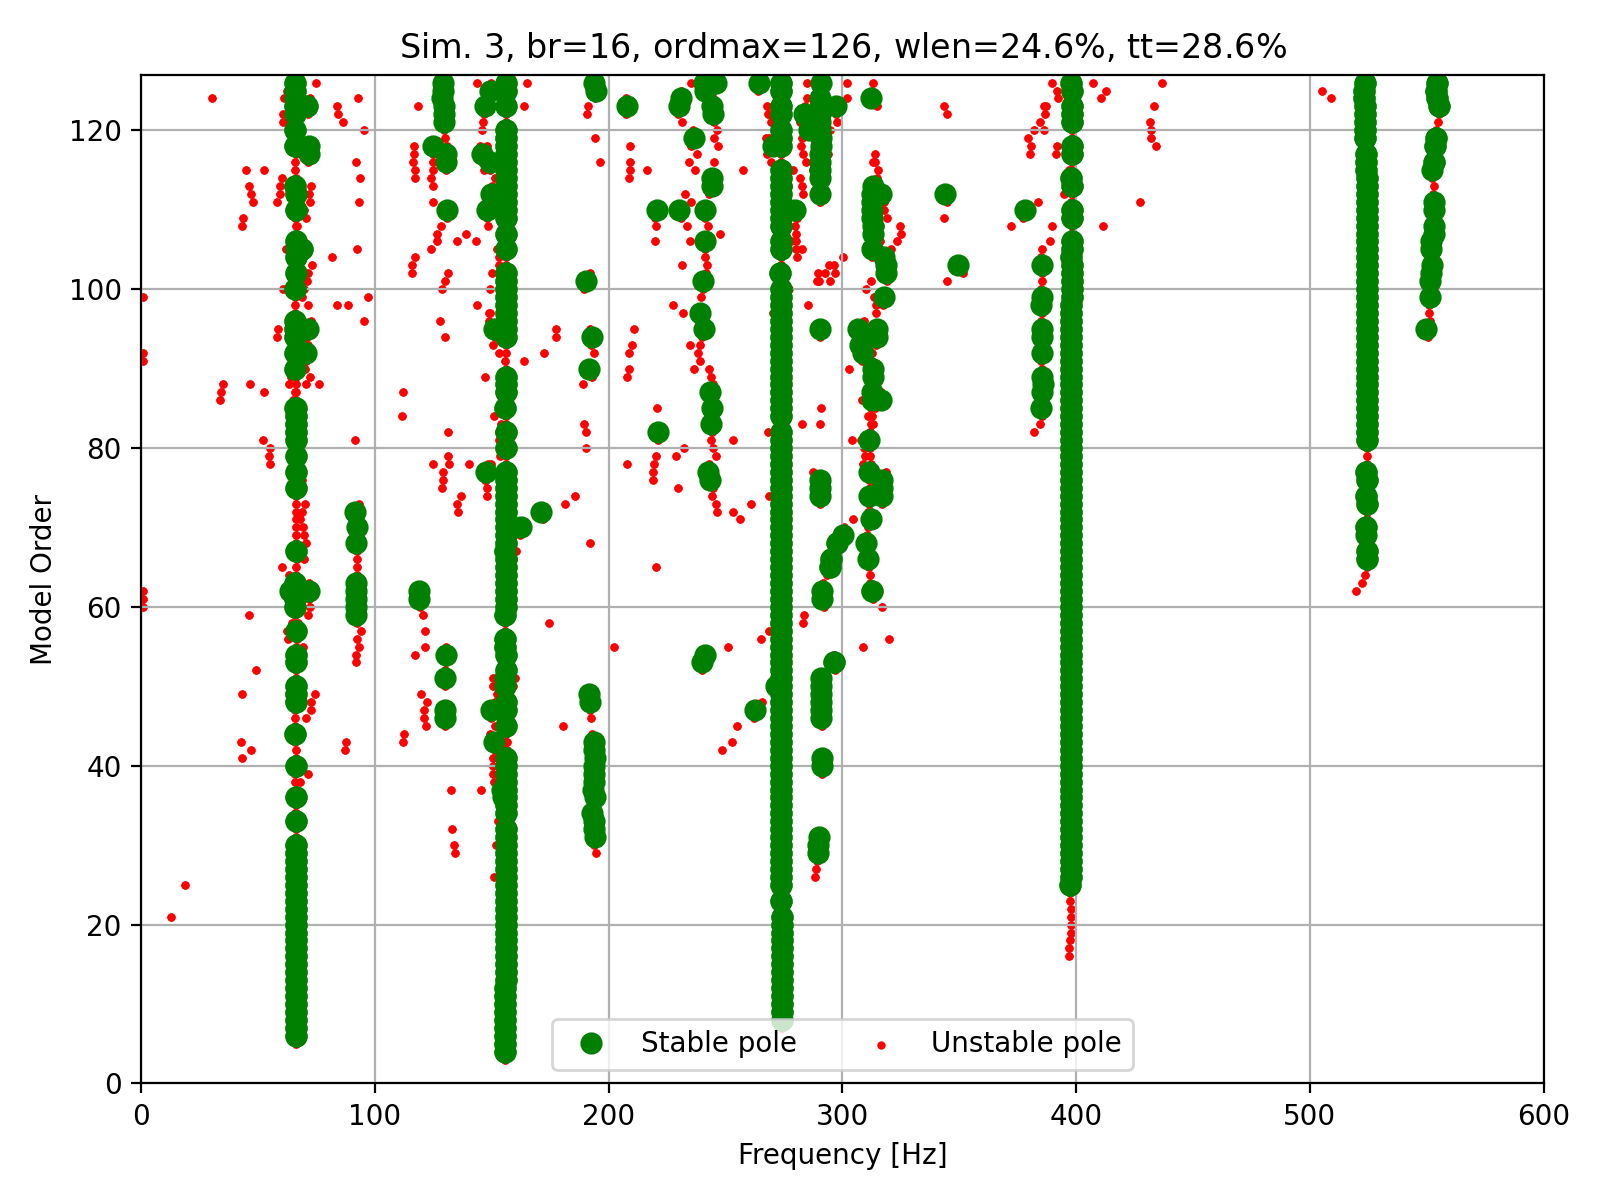 Sim. 3, br=16, ordmax=126, wlen=24.6%, tt=28.6%
120
100
80
60
40
20
0
Model Order
Stable pole
Unstable pole
0
100
200
300
400
500
600
Frequency [Hz]